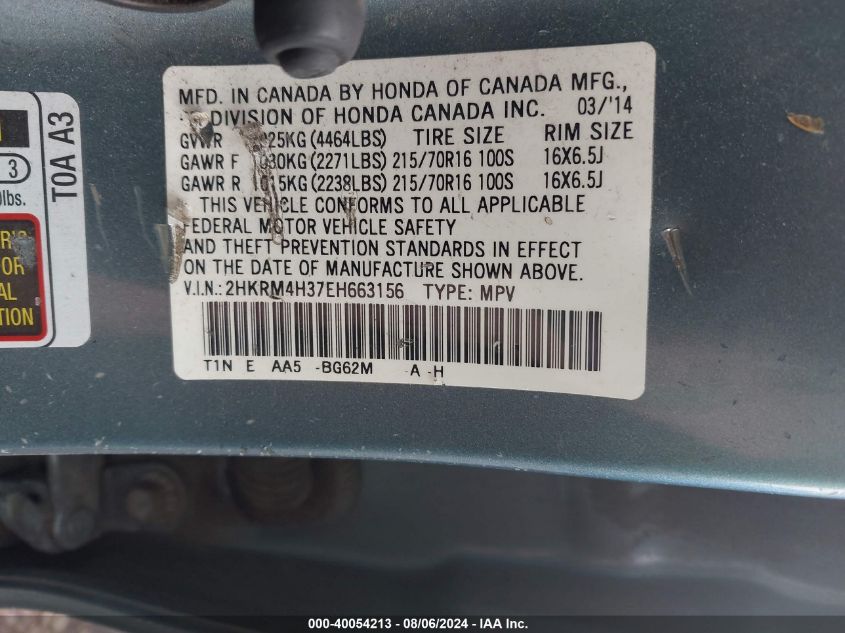 MFD. IN CANADA BY HONDA OF CANADA MFG.,
DIVISION OF HONDA CANADA INC. 03/'14
GVWR 25KG(4464LBS) TIRE SIZE RIM SIZE
GAWR F 030KG(2271LBS) 215/70R16 100S 16X6.5J
GAWR R 1015KG(2238LBS) 215/70R16 100S 16X6.5J
THIS VEHICLE CONFORMS TO ALL APPLICABLE
FEDERAL MOTOR VEHICLE SAFETY
AND THEFT PREVENTION STANDARDS IN EFFECT
ON THE DATE OF MANUFACTURE SHOWN ABOVE.
V.I.N.:2HKRM4H37EH663156 TYPE: MPV
T1N E AA5 -BG62M A -H
T0A A3
3
lbs.
OR
AL
TION
000-40054213 - 08/06/2024 - IAA Inc.